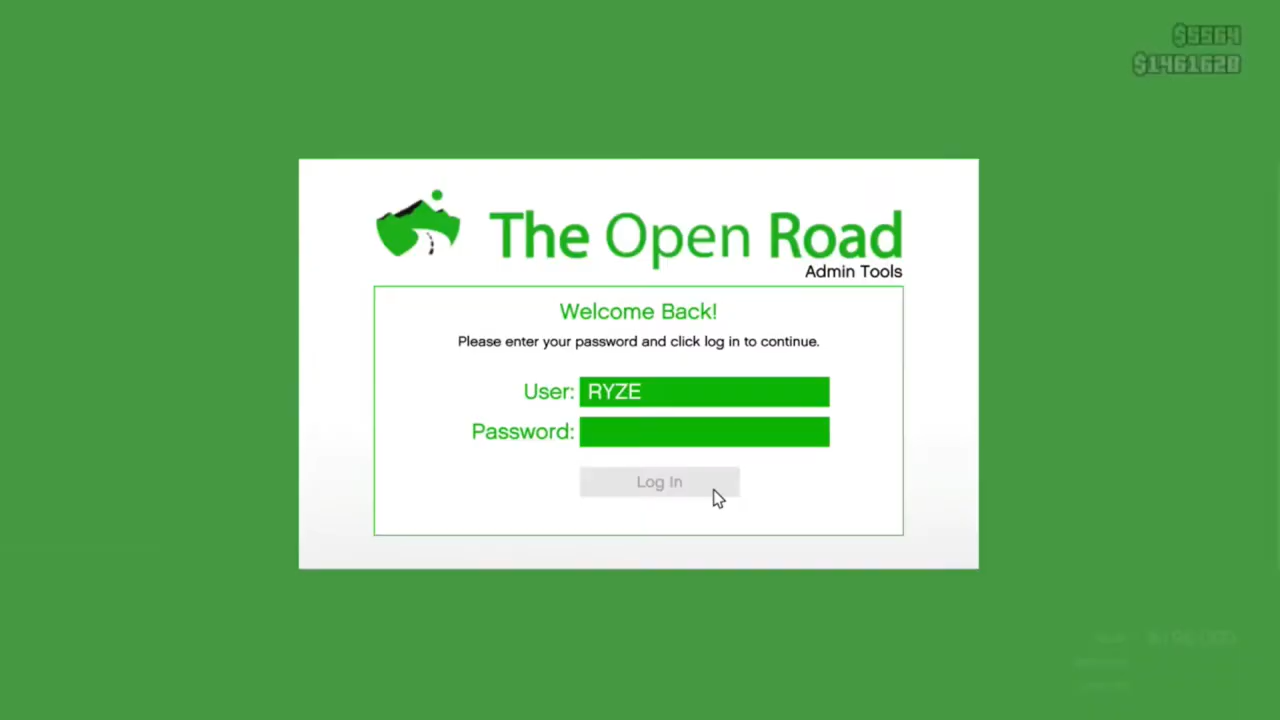 $5564
$1461620
The Open Road
Admin Tools
Welcome Back!
Please enter your password and click log in to continue.
User: RYZE
Password:
Log In